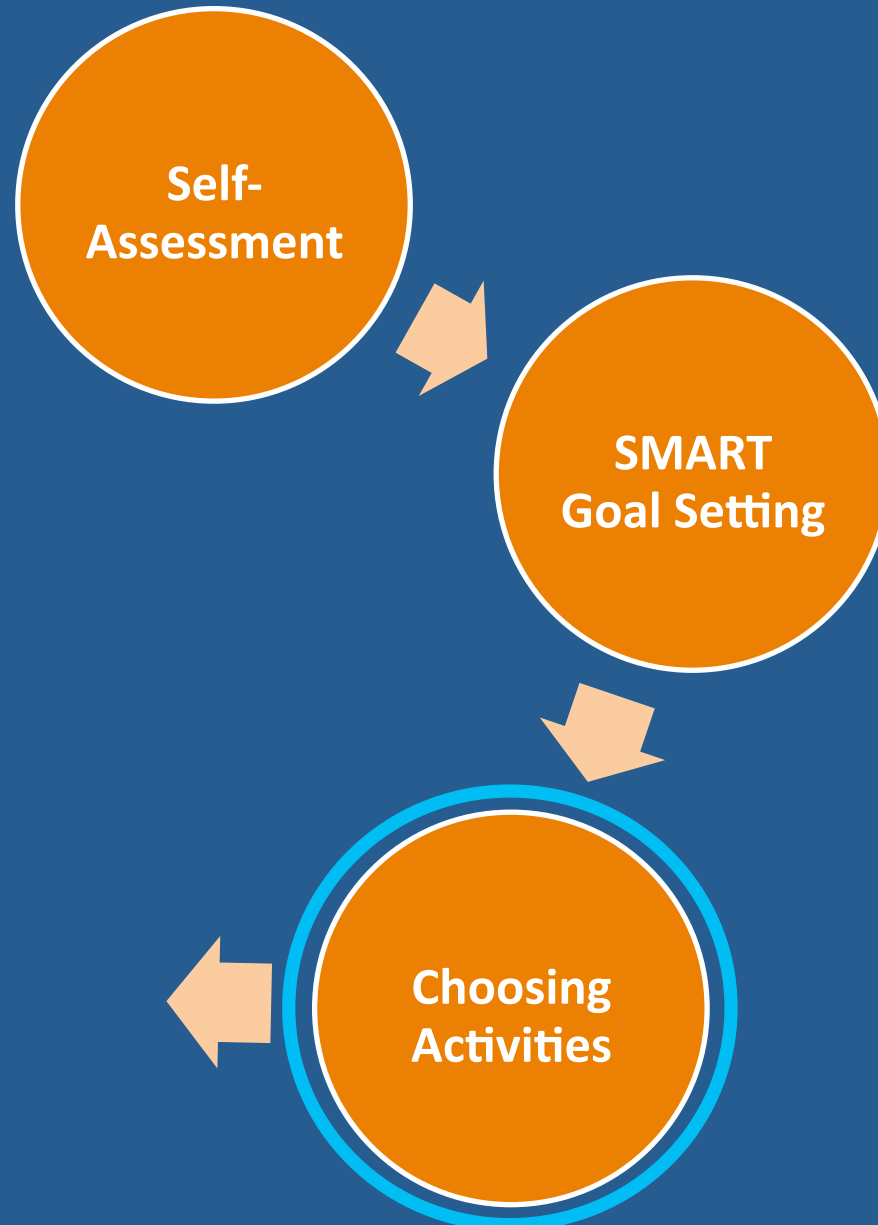 Self-
Assessment
SMART
Goal Setting
Choosing
Activities